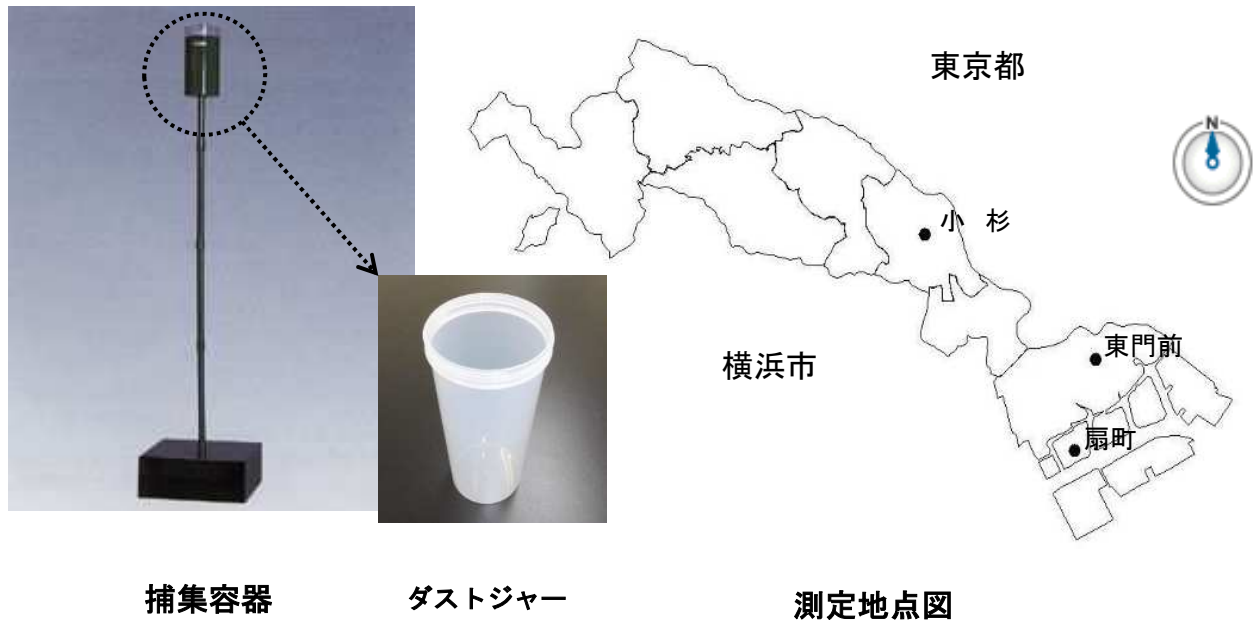 東京都
N
小 杉
東門前
横浜市
扇町
捕集容器
ダストジャー
測定地点図